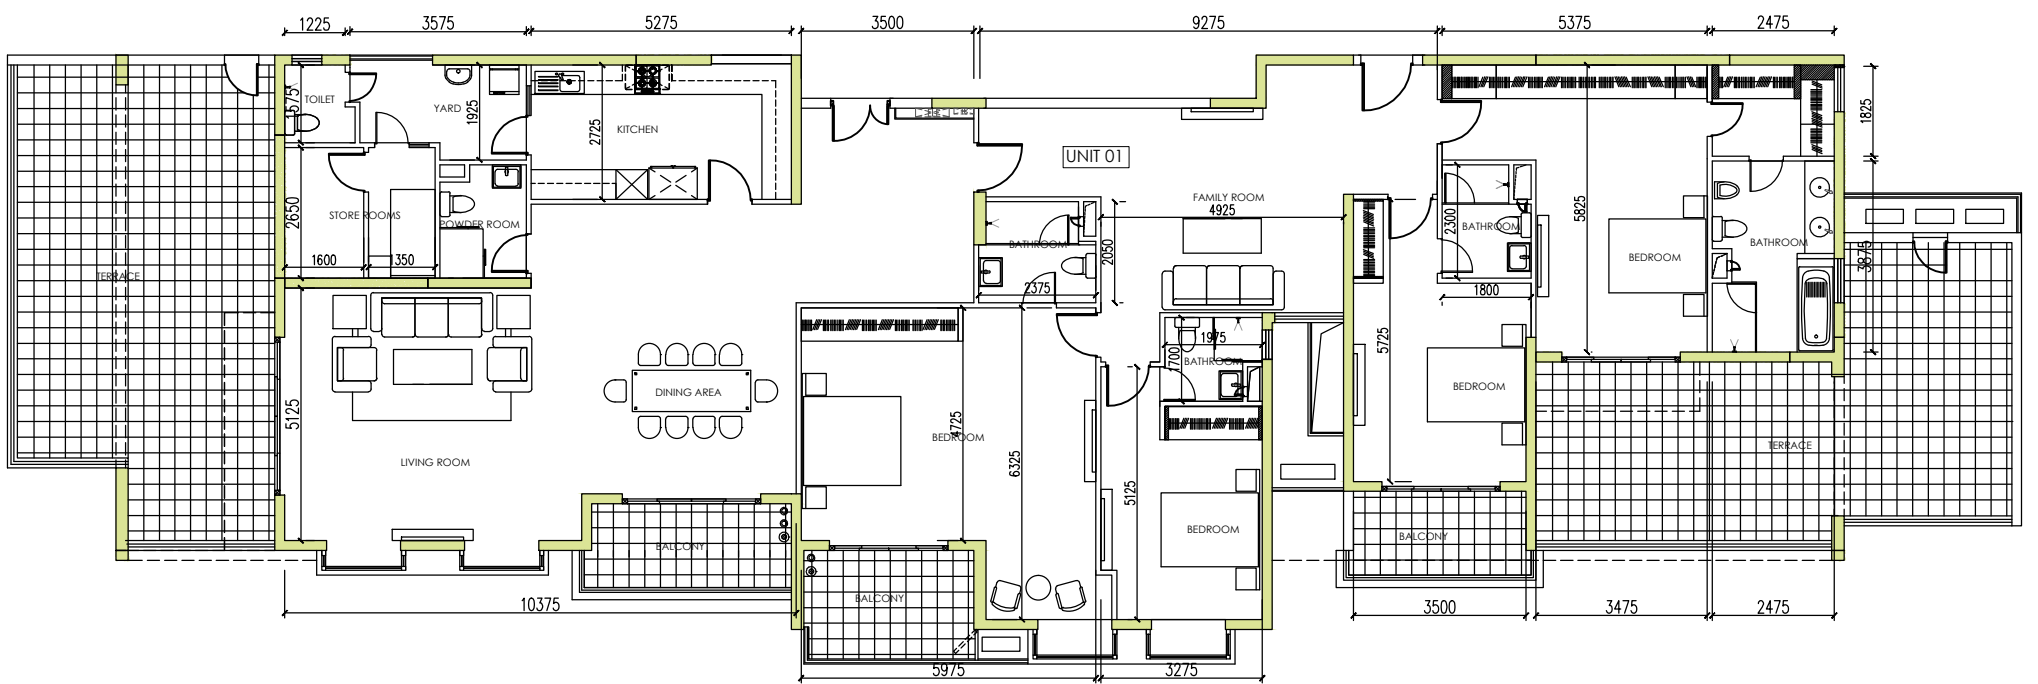 1225
3575
5275
3500
9275
5375
2475
TOILET
1575
YARD
1925
KITCHEN
2725
UNIT 01
5825
1825
STORE ROOMS
2650
POWDER ROOM
1600
1350
TERRACE
BATHROOM
2050
2375
FAMILY ROOM
4925
BATHROOM
2300
1800
BEDROOM
BATHROOM
3875
5725
1975
1700
BATHROOM
BEDROOM
DINING AREA
5125
LIVING ROOM
BEDROOM
4725
6325
5125
BEDROOM
TERRACE
BALCONY
BALCONY
BALCONY
10375
3500
3475
2475
5975
3275